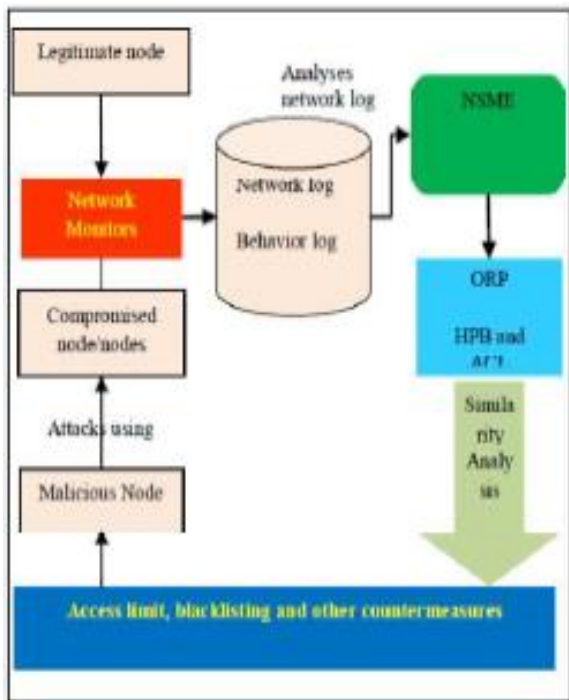 Legitimate node
Analyses
network log
NSME
Network
Monitors
Network log
Behavior log
ORP
HPB and
Compromised
node/nodes
Attacks using
Simila
rity
Analy
sis
Malicious Node
Access limit, blacklisting and other countermeasures